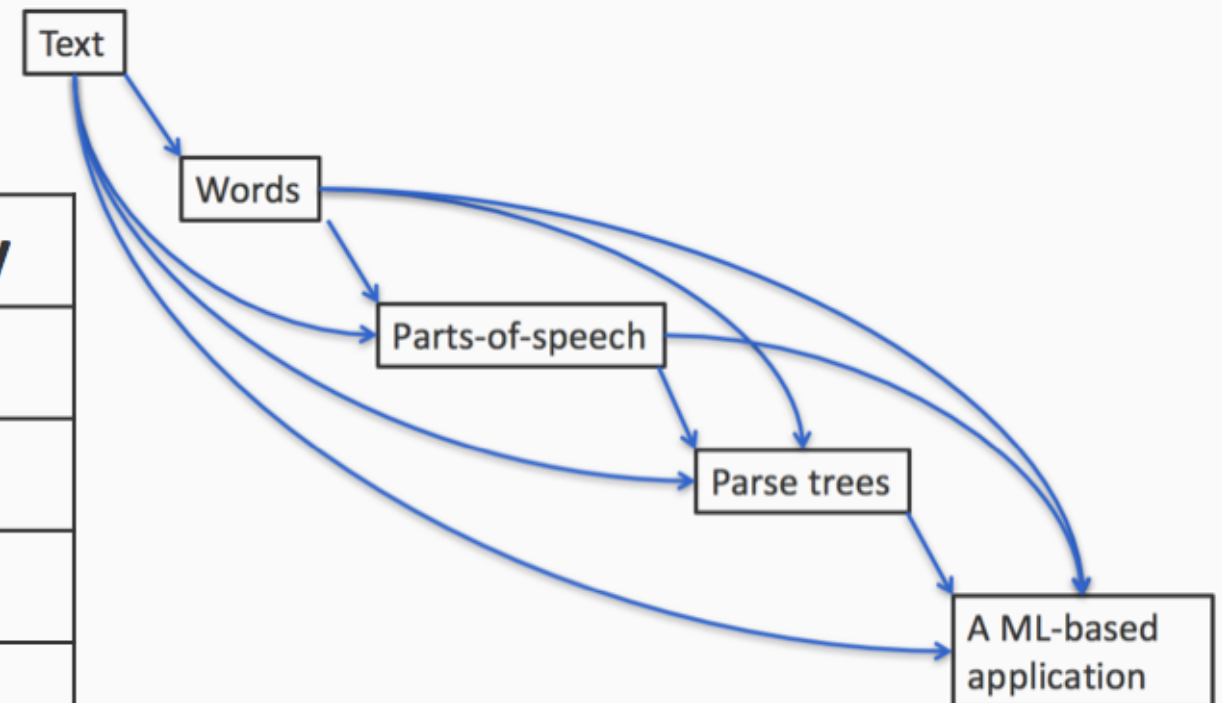 Text
Words
Parts-of-speech
Parse trees
A ML-based
application